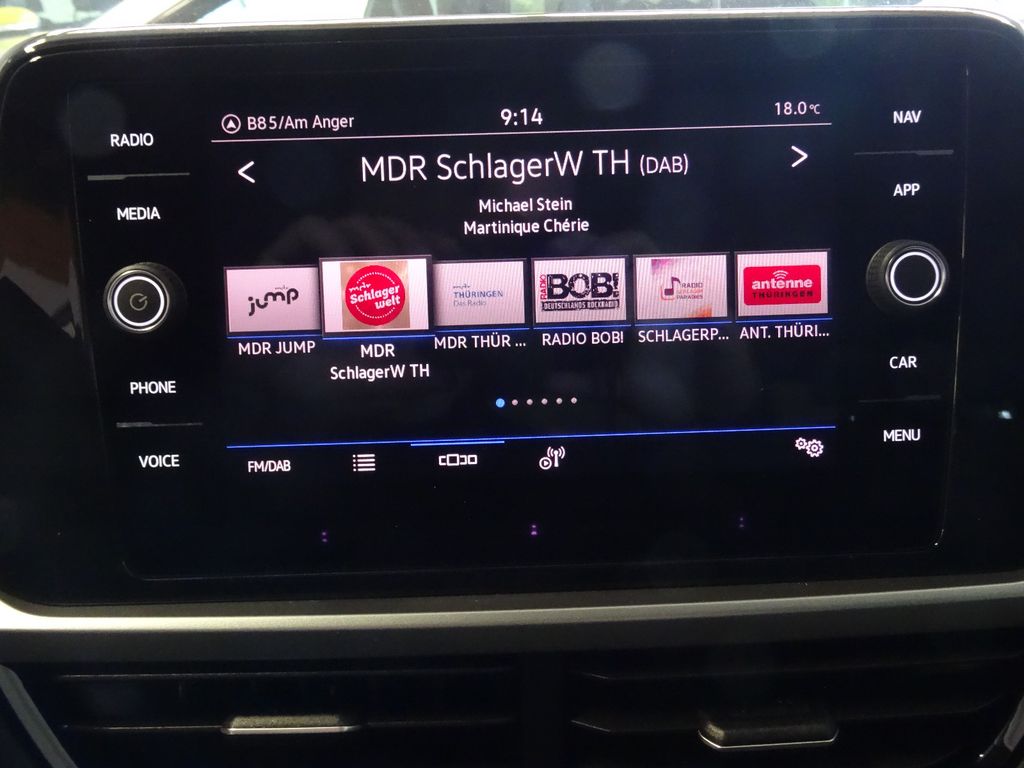 B85/Am Anger
9:14
18.0°C
RADIO
NAV
MDR SchlagerW TH (DAB)
< >
MEDIA
APP
Michael Stein
Martinique Chérie
jump
mdr
Schlager
welt
mdr
THÜRINGEN
Das Radio
RADIO
BOB!
DEUTSCHLANDS ROCKRADIO
RADIO
SCHLAGER
PARADIES
antenne
THÜRINGEN
MDR JUMP
MDR
SchlagerW TH
MDR THÜR ...
RADIO BOB!
SCHLAGERP...
ANT. THÜRI...
PHONE
CAR
VOICE
MENU
FM/DAB